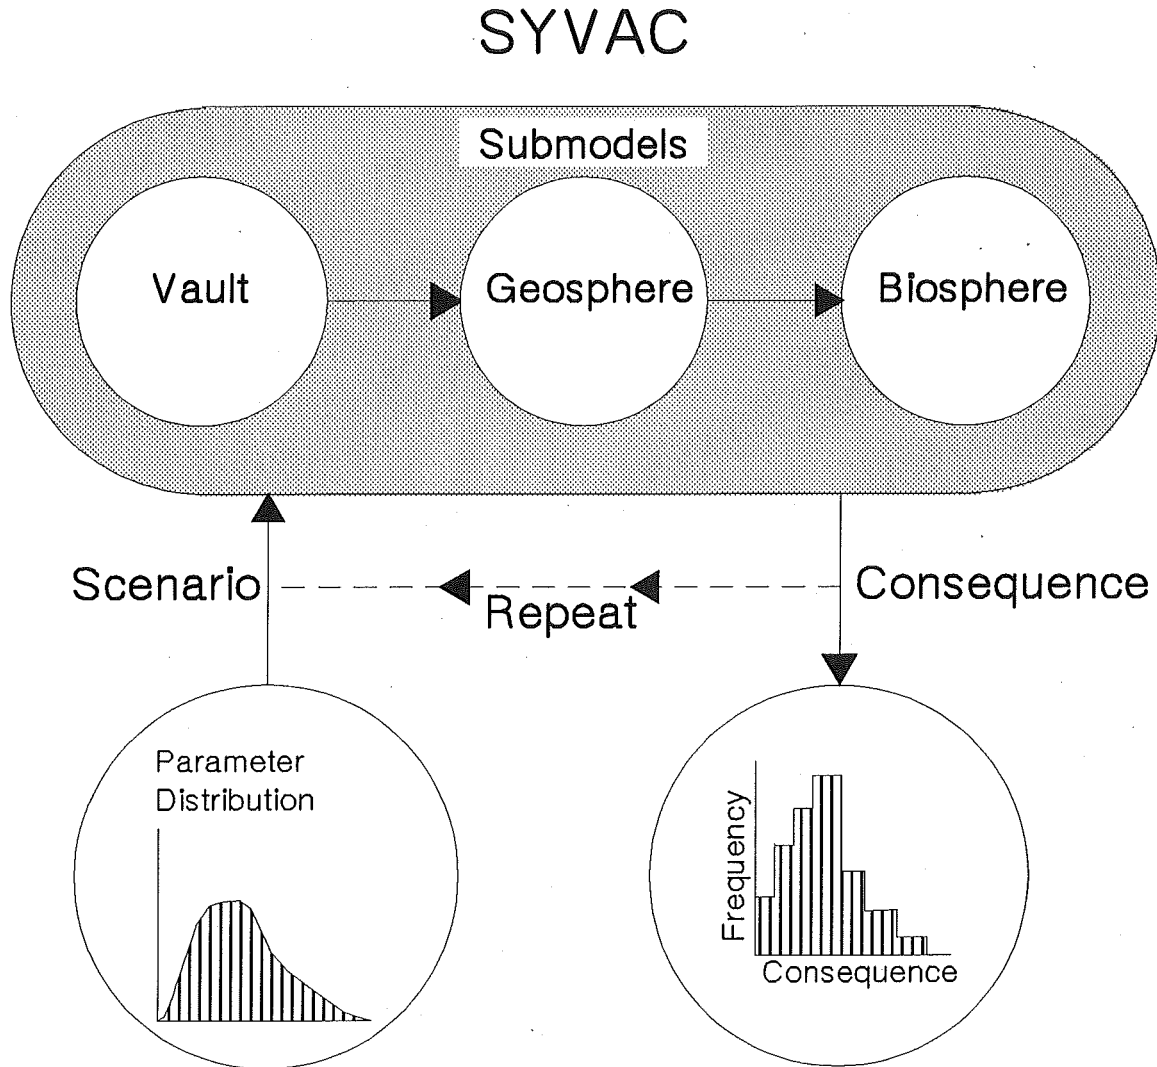 SYVAC
Submodels
Vault
Geosphere
Biosphere
Scenario
Repeat
Consequence
Parameter
Distribution
Frequency
Consequence